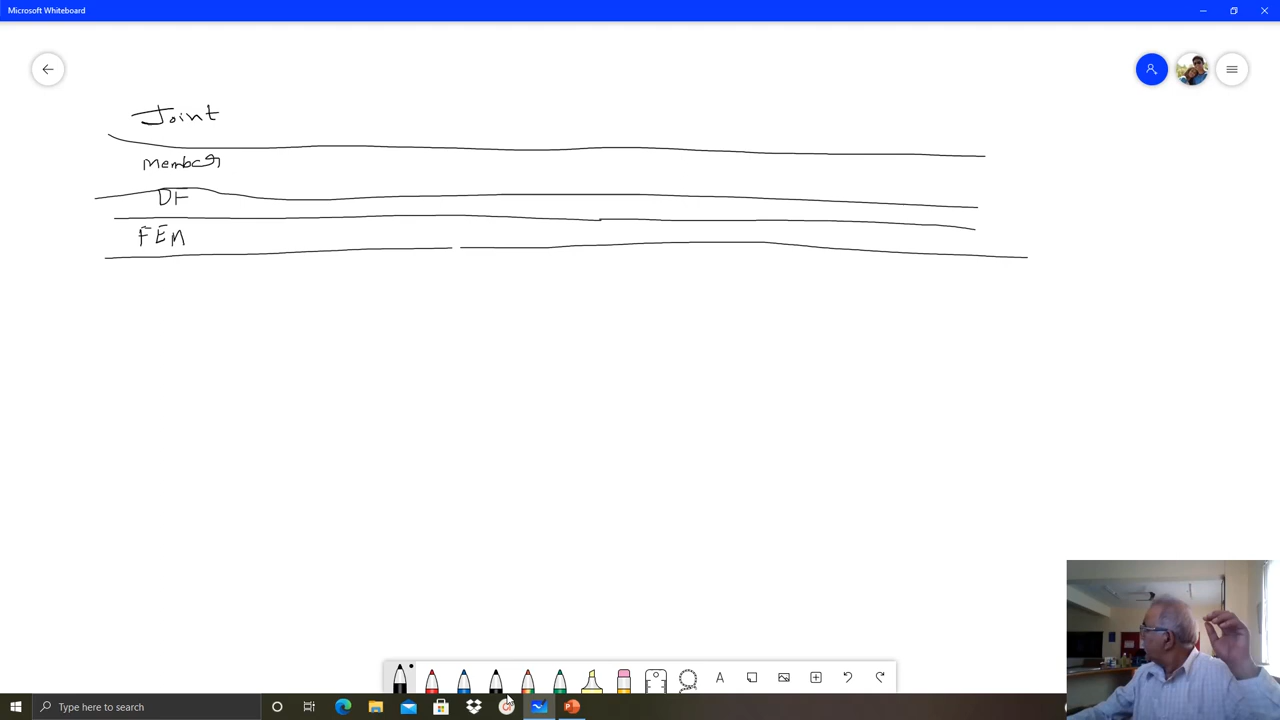 Microsoft Whiteboard
Joint
member
DF
FEM
A
Type here to search